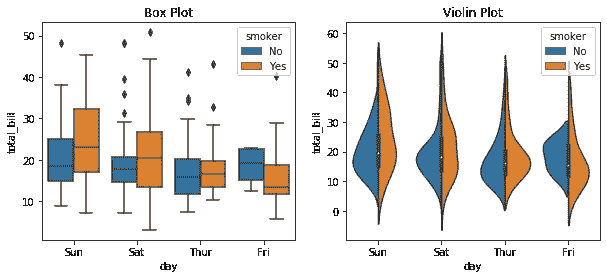 Box Plot
total_bill
50
40
30
20
10
smoker
No
Yes
Sun
Sat
Thur
Fri
day
Violin Plot
total_bill
60
50
40
30
20
10
0
smoker
No
Yes
Sun
Sat
Thur
Fri
day